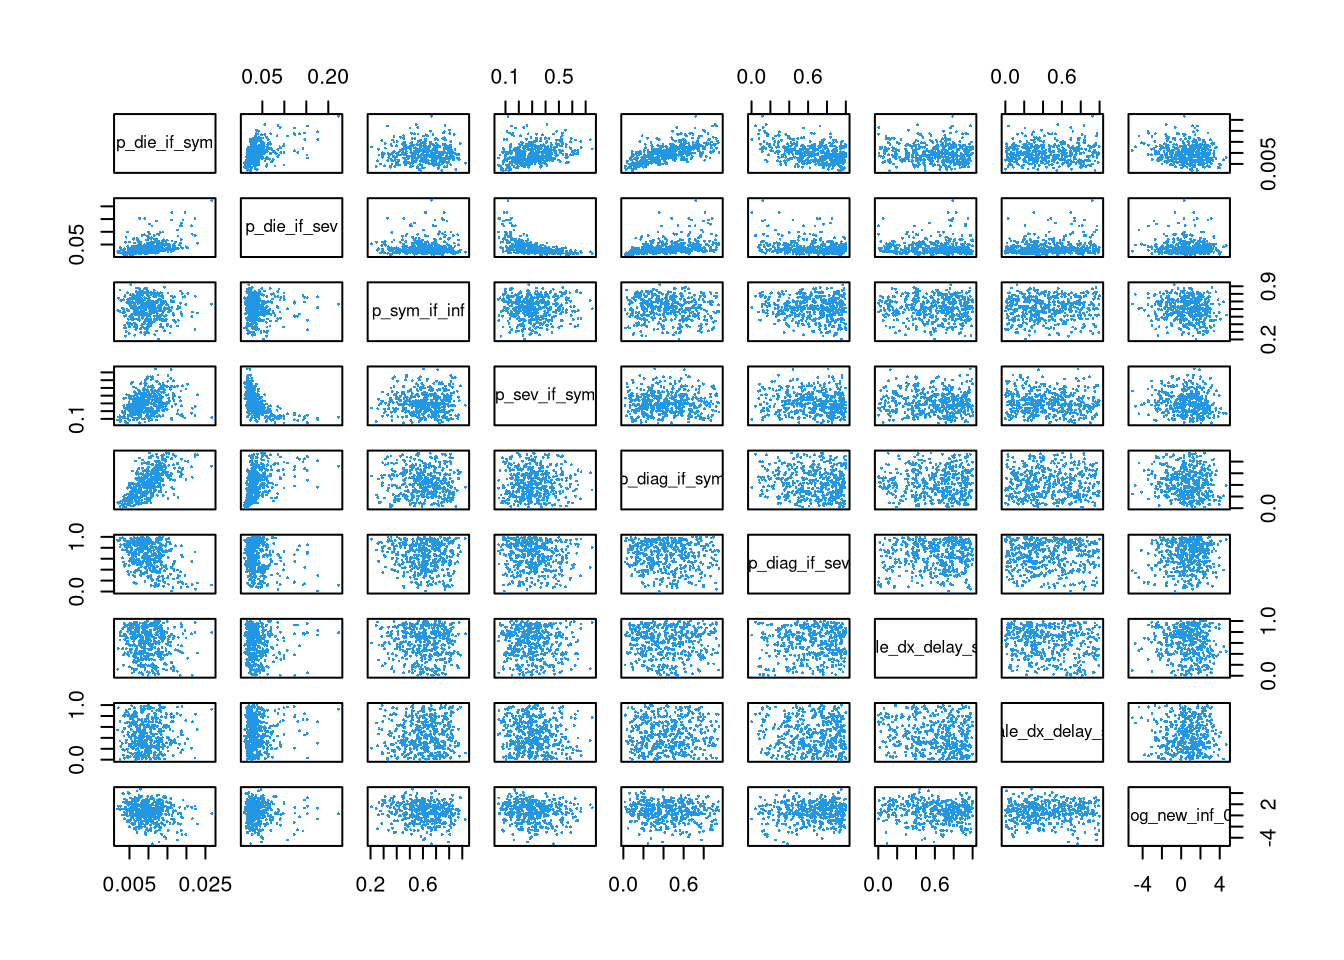 0.05 0.20 0.1 0.5 0.0 0.6 0.0 0.6
p_die_if_sym 0.005
0.05 p_die_if_sev
p_sym_if_inf 0.2 0.9
0.1 p_sev_if_sym
p_diag_if_sym 0.0
0.0 1.0 p_diag_if_sev
le_dx_delay_s 0.0 1.0
0.0 1.0 ale_dx_delay_
og_new_inf_0 -4 2
0.005 0.025 0.2 0.6 0.0 0.6 0.0 0.6 -4 0 4